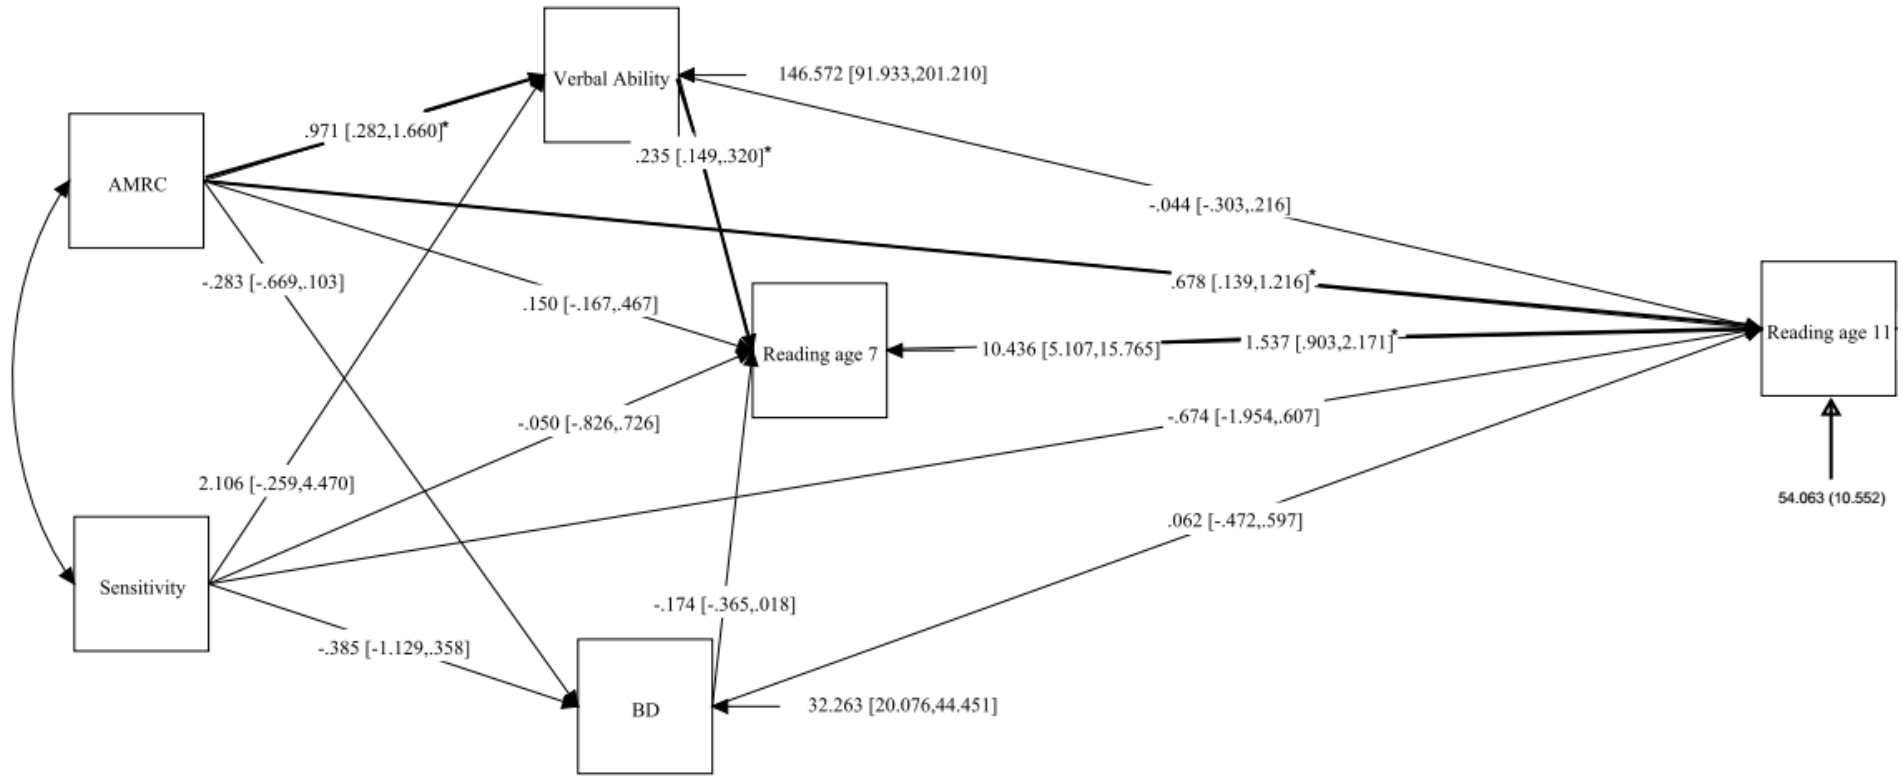 Verbal Ability
146.572 [91.933,201.210]
.971 [.282,1.660]*
.235 [.149,.320]*
AMRC
-.044 [-.303,.216]
-.283 [-.669,.103]
.678 [.139,1.216]*
.150 [-.167,.467]
Reading age 7
10.436 [5.107,15.765]
1.537 [.903,2.171]*
Reading age 11
-.050 [-.826,.726]
-.674 [-1.954,.607]
2.106 [-.259,4.470]
54.063 (10.552)
.062 [-.472,.597]
Sensitivity
-.174 [-.365,.018]
-.385 [-1.129,.358]
BD
32.263 [20.076,44.451]